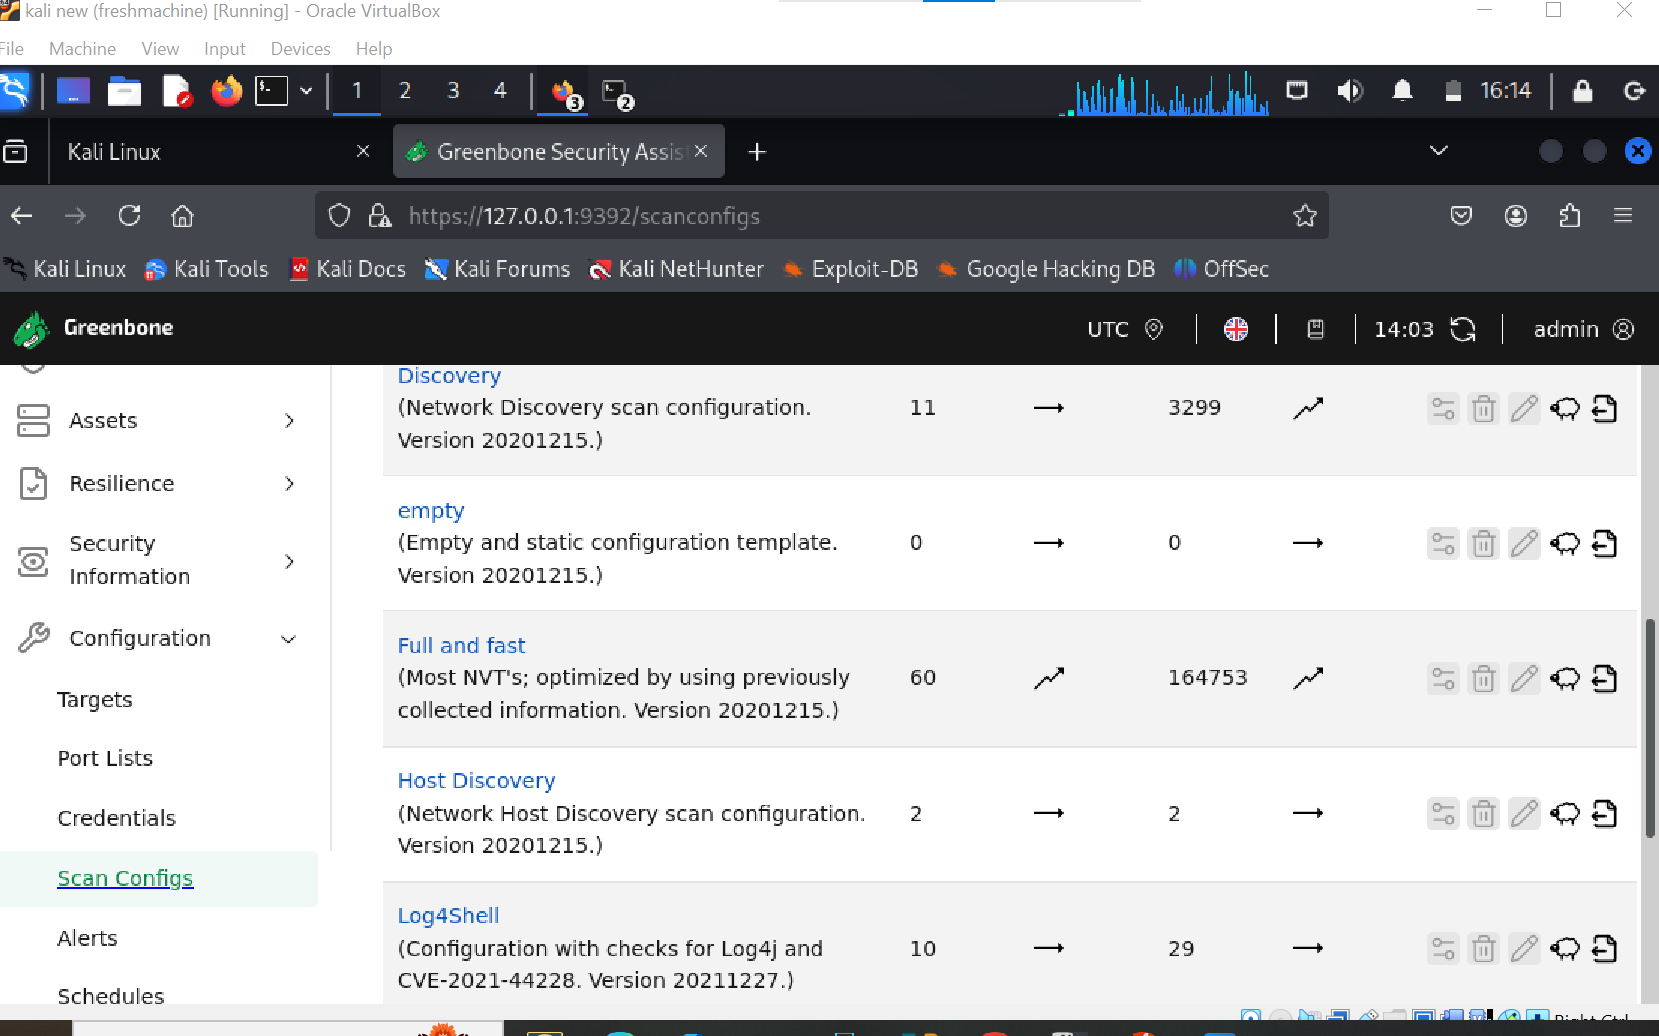 kali new (freshmachine) [Running] - Oracle VirtualBox
File Machine View Input Devices Help
1 2 3 4 3 2 16:14
Kali Linux Greenbone Security Assis
https://127.0.0.1:9392/scanconfigs
Kali Linux Kali Tools Kali Docs Kali Forums Kali NetHunter Exploit-DB Google Hacking DB OffSec
Greenbone UTC 14:03 admin
Assets
Resilience
Security
Information
Configuration
Targets
Port Lists
Credentials
Scan Configs
Alerts
Schedules
Discovery
(Network Discovery scan configuration. 11 3299
Version 20201215.)
empty
(Empty and static configuration template. 0 0
Version 20201215.)
Full and fast
(Most NVT's; optimized by using previously 60 164753
collected information. Version 20201215.)
Host Discovery
(Network Host Discovery scan configuration. 2 2
Version 20201215.)
Log4Shell
(Configuration with checks for Log4j and 10 29
CVE-2021-44228. Version 20211227.)
Right Ctrl